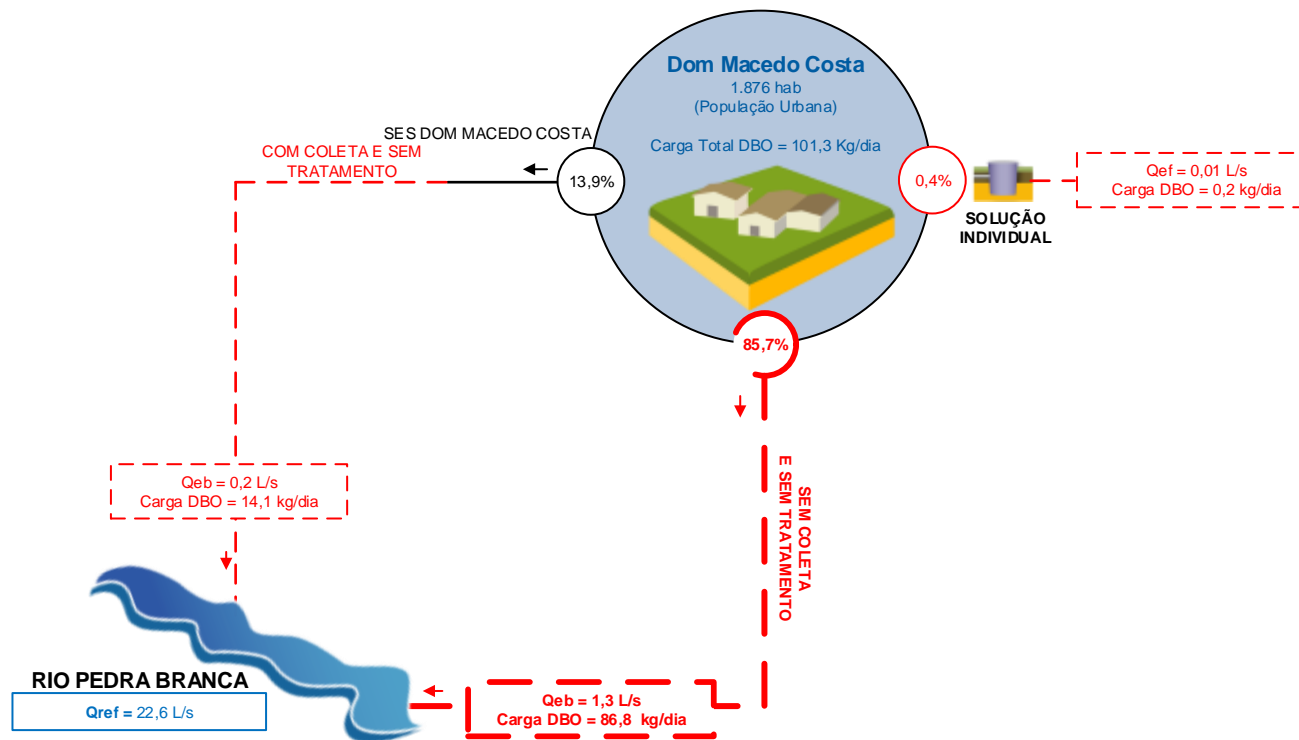 Dom Macedo Costa
1.876 hab
(População Urbana)
Carga Total DBO = 101,3 Kg/dia
SES DOM MACEDO COSTA
COM COLETA E SEM
TRATAMENTO
13,9%
0,4%
SOLUÇÃO
INDIVIDUAL
Qef = 0,01 L/s
Carga DBO = 0,2 kg/dia
85,7%
SEM COLETA
E SEM TRATAMENTO
Qeb = 0,2 L/s
Carga DBO = 14,1 kg/dia
RIO PEDRA BRANCA
Qref = 22,6 L/s
Qeb = 1,3 L/s
Carga DBO = 86,8 kg/dia